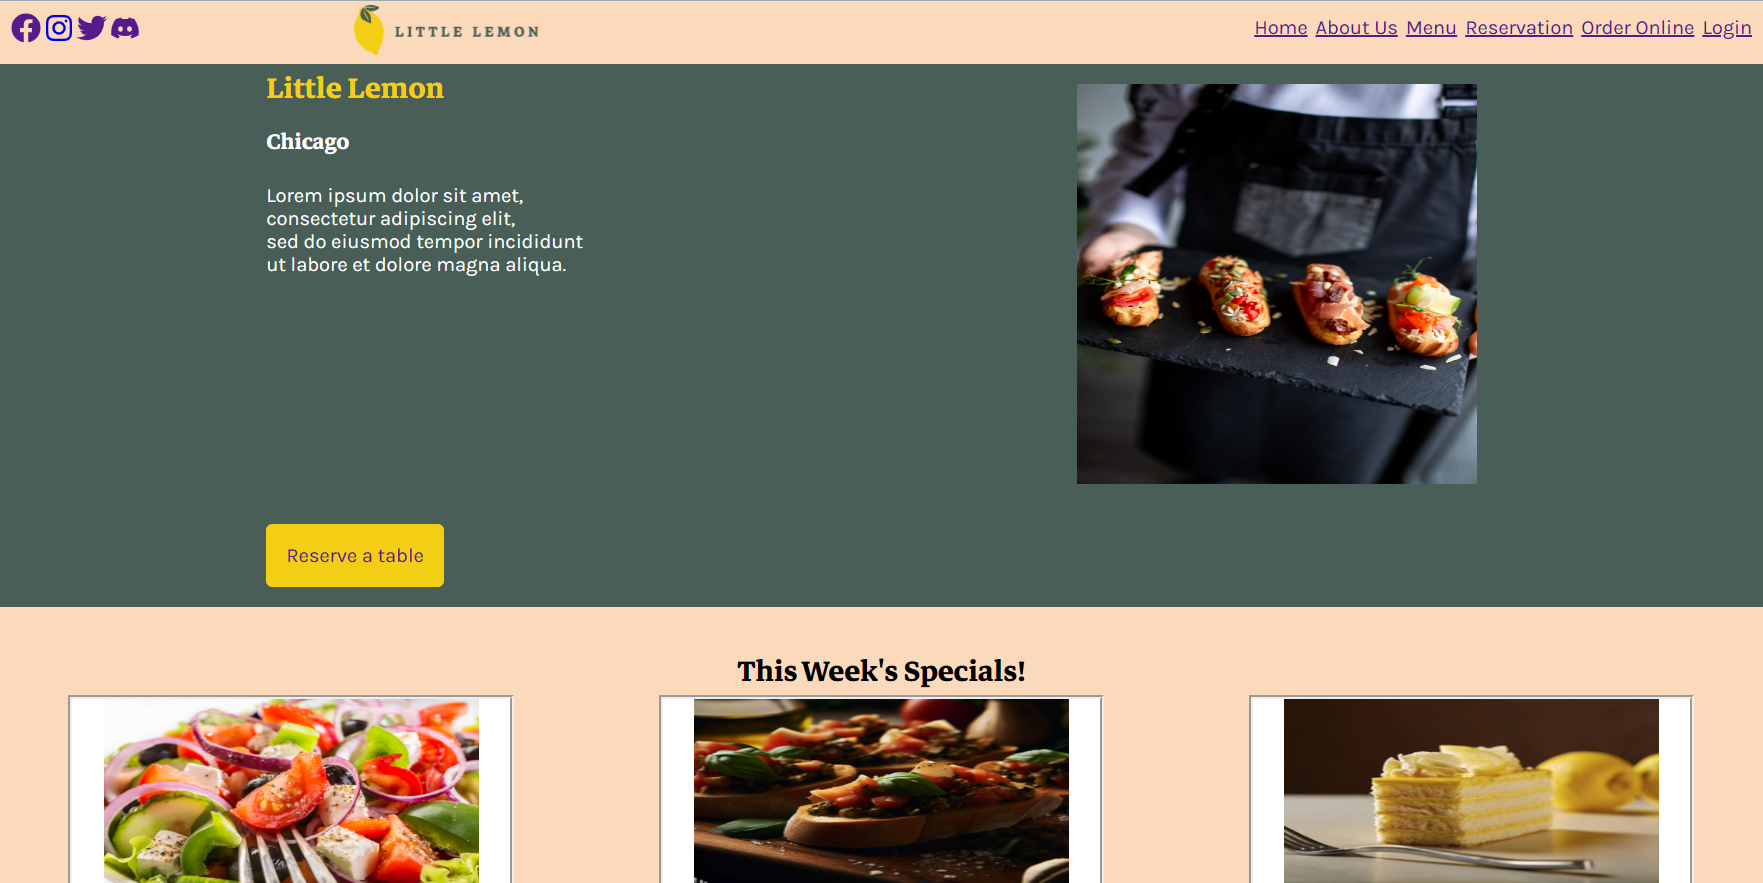 LITTLE LEMON
Home About Us Menu Reservation Order Online Login
Little Lemon
Chicago
Lorem ipsum dolor sit amet,
consectetur adipiscing elit,
sed do eiusmod tempor incididunt
ut labore et dolore magna aliqua.
Reserve a table
This Week's Specials!